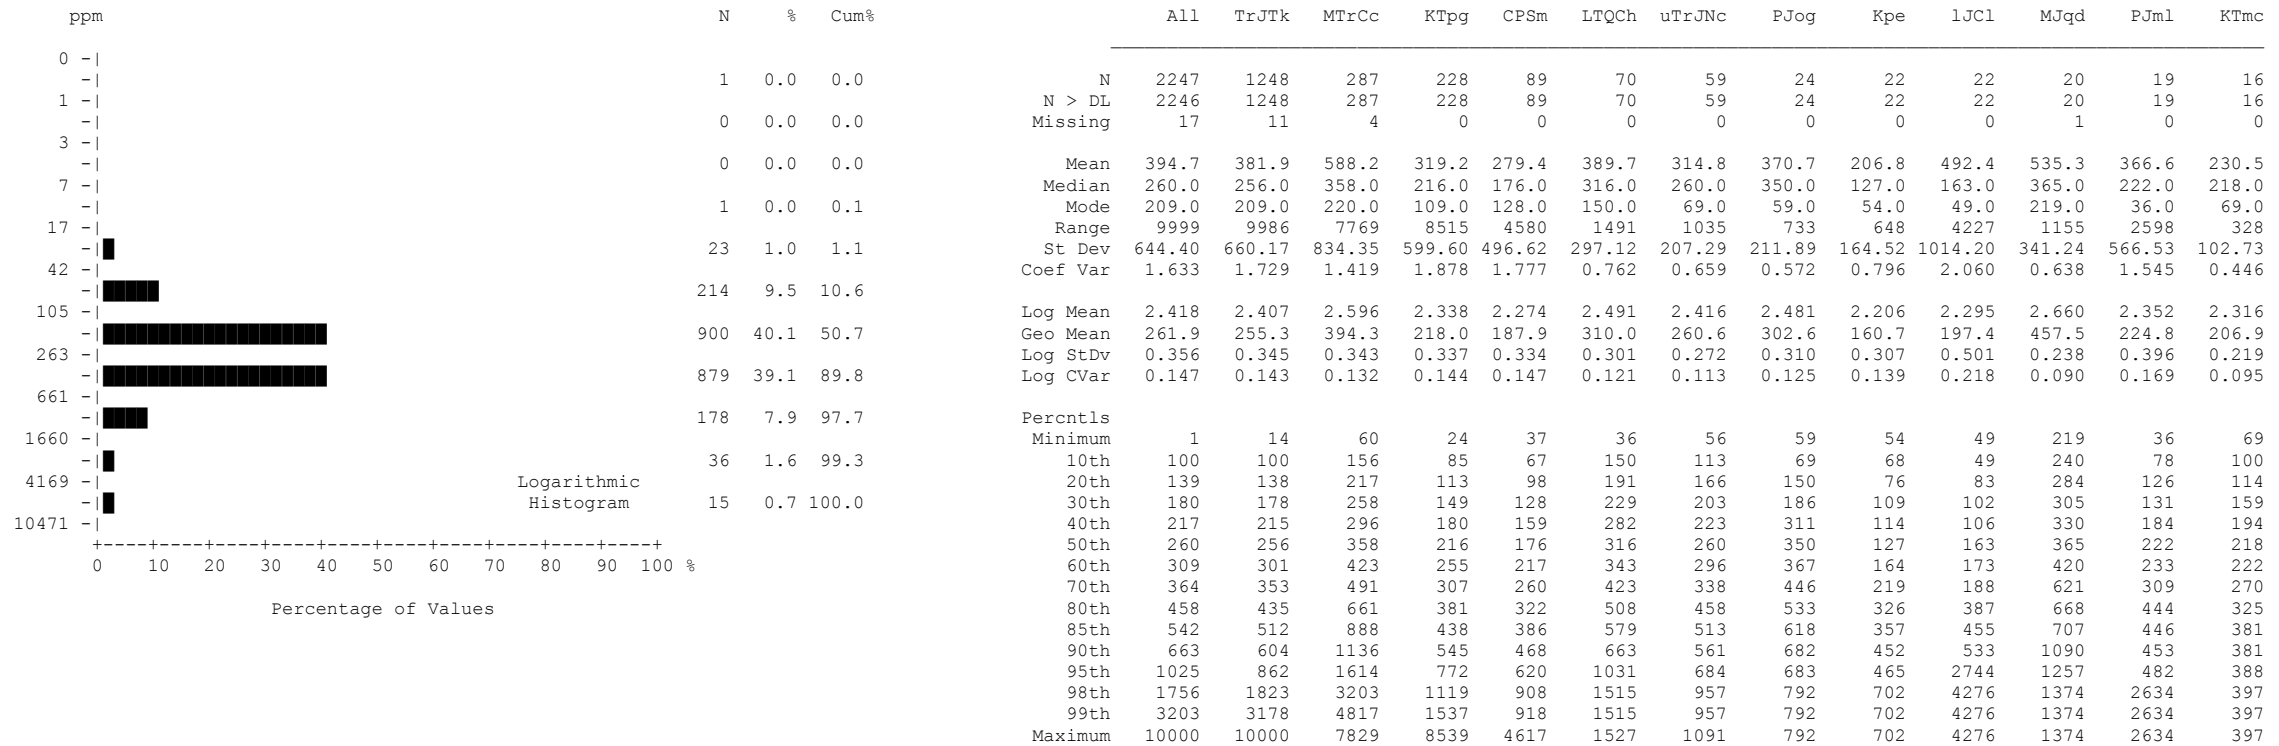 ppm N % Cum% All TrJTk MTrCc KTpg CPSm LTQCh uTrJNc PJog Kpe lJCl MJqd PJml KTmc
0 -|
-| 1 0.0 0.0 N 2247 1248 287 228 89 70 59 24 22 22 20 19 16
1 -| N > DL 2246 1248 287 228 89 70 59 24 22 22 20 19 16
-| 0 0.0 0.0 Missing 17 11 4 0 0 0 0 0 0 0 1 0 0
3 -|
-| 0 0.0 0.0 Mean 394.7 381.9 588.2 319.2 279.4 389.7 314.8 370.7 206.8 492.4 535.3 366.6 230.5
7 -| Median 260.0 256.0 358.0 216.0 176.0 316.0 260.0 350.0 127.0 163.0 365.0 222.0 218.0
-| 1 0.0 0.1 Mode 209.0 209.0 220.0 109.0 128.0 150.0 69.0 59.0 54.0 49.0 219.0 36.0 69.0
17 -| Range 9999 9986 7769 8515 4580 1491 1035 733 648 4227 1155 2598 328
-| 23 1.0 1.1 St Dev 644.40 660.17 834.35 599.60 496.62 297.12 207.29 211.89 164.52 1014.20 341.24 566.53 102.73
42 -| Coef Var 1.633 1.729 1.419 1.878 1.777 0.762 0.659 0.572 0.796 2.060 0.638 1.545 0.446
-| 214 9.5 10.6
105 -| Log Mean 2.418 2.407 2.596 2.338 2.274 2.491 2.416 2.481 2.206 2.295 2.660 2.352 2.316
-| 900 40.1 50.7 Geo Mean 261.9 255.3 394.3 218.0 187.9 310.0 260.6 302.6 160.7 197.4 457.5 224.8 206.9
263 -| Log StDv 0.356 0.345 0.343 0.337 0.334 0.301 0.272 0.310 0.307 0.501 0.238 0.396 0.219
-| 879 39.1 89.8 Log CVar 0.147 0.143 0.132 0.144 0.147 0.121 0.113 0.125 0.139 0.218 0.090 0.169 0.095
661 -|
-| 178 7.9 97.7 Percntls
1660 -| Minimum 1 14 60 24 37 36 56 59 54 49 219 36 69
-| 36 1.6 99.3 10th 100 100 156 85 67 150 113 69 68 49 240 78 100
4169 -| Logarithmic 20th 139 138 217 113 98 191 166 150 76 83 284 126 114
-| Histogram 15 0.7 100.0 30th 180 178 258 149 128 229 203 186 109 102 305 131 159
10471 -| 40th 217 215 296 180 159 282 223 311 114 106 330 184 194
+----+----+----+----+----+----+----+----+----+----+ 50th 260 256 358 216 176 316 260 350 127 163 365 222 218
0 10 20 30 40 50 60 70 80 90 100 % 60th 309 301 423 255 217 343 296 367 164 173 420 233 222
70th 364 353 491 307 260 423 338 446 219 188 621 309 270
Percentage of Values 80th 458 435 661 381 322 508 458 533 326 387 668 444 325
85th 542 512 888 438 386 579 513 618 357 455 707 446 381
90th 663 604 1136 545 468 663 561 682 452 533 1090 453 381
95th 1025 862 1614 772 620 1031 684 683 465 2744 1257 482 388
98th 1756 1823 3203 1119 908 1515 957 792 702 4276 1374 2634 397
99th 3203 3178 4817 1537 918 1515 957 792 702 4276 1374 2634 397
Maximum 10000 10000 7829 8539 4617 1527 1091 792 702 4276 1374 2634 397